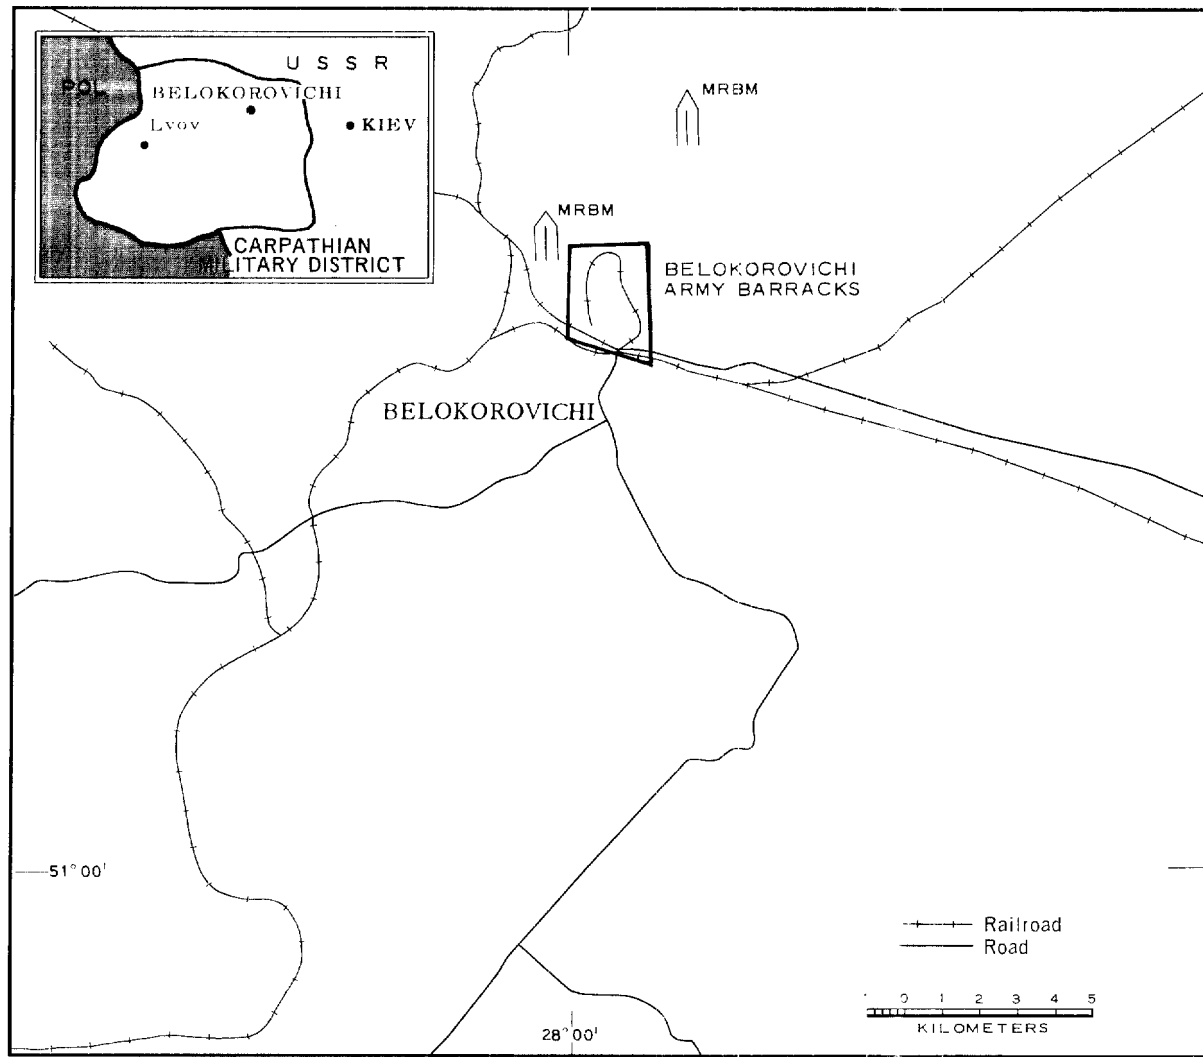 U S S R
POL
BELOKOROVICHI
LVOV
KIEV
CARPATHIAN
MILITARY DISTRICT
MRBM
MRBM
BELOKOROVICHI
ARMY BARRACKS
BELOKOROVICHI
51°00'
Railroad
Road
1 0 1 2 3 4 5
KILOMETERS
28°00'